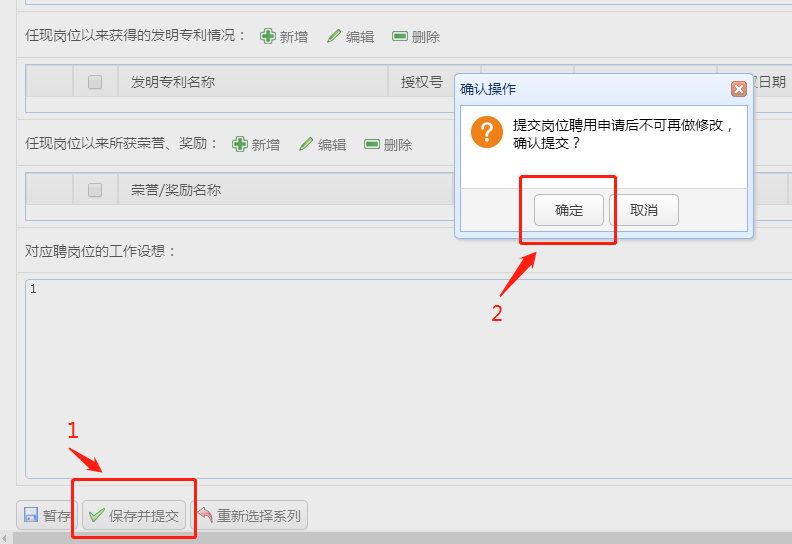 任现岗位以来获得的发明专利情况： 新增 编辑 删除
发明专利名称 授权号 日期
确认操作
提交岗位聘用申请后不可再做修改，
确认提交？
确定 取消
任现岗位以来所获荣誉、奖励： 新增 编辑 删除
荣誉/奖励名称
对应聘岗位的工作设想：
1
2
1
暂存 保存并提交 重新选择系列